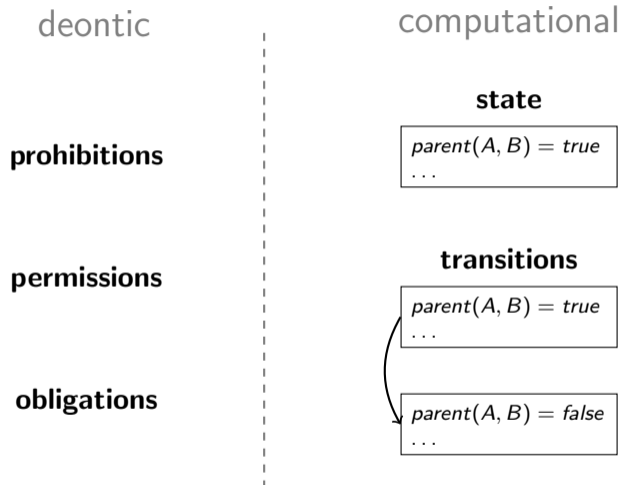 deontic
prohibitions
permissions
obligations
computational
state
parent(A, B) = true
...
transitions
parent(A, B) = true
...
parent(A, B) = false
...